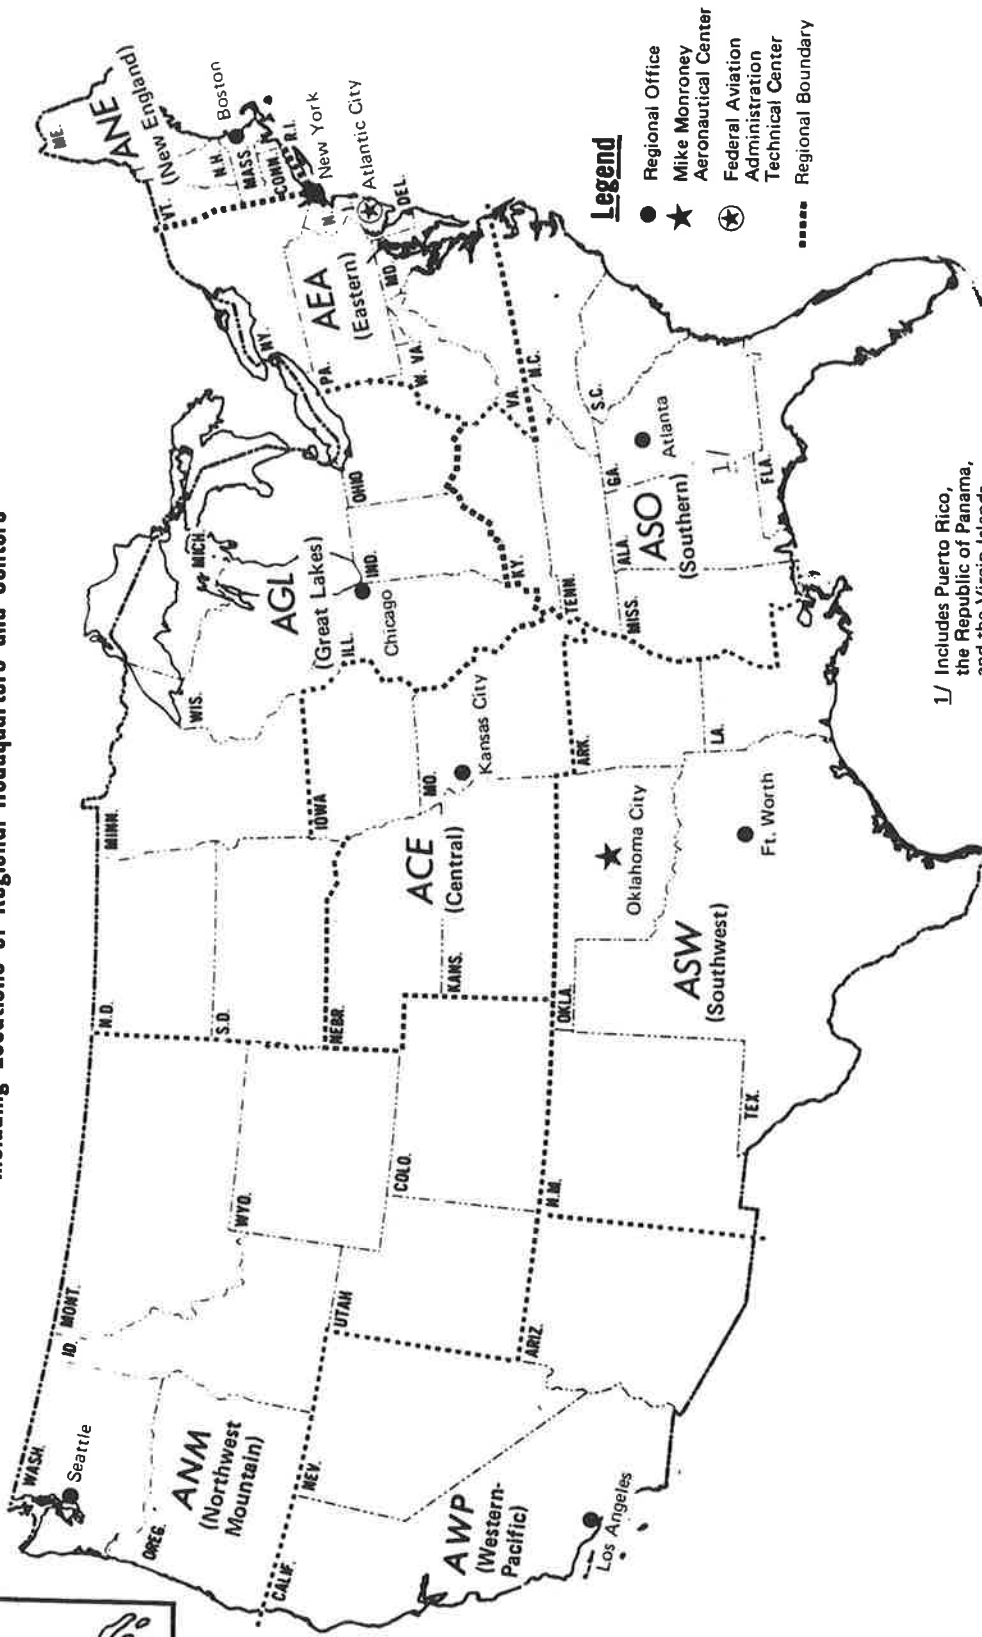 Including Locations of Regional Headquarters and Centers
WASH.
Seattle
OREG.
ID.
MONT.
ANM
(Northwest
Mountain)
WYO.
N.D.
S.D.
MINN.
WIS.
MICH.
AGL
(Great Lakes)
ILL.
Chicago
IND.
OHIO
NEBR.
IOWA
ACE
(Central)
MO.
Kansas City
KANS.
CALIF.
NEV.
UTAH
COLO.
AWP
(Western-
Pacific)
Los Angeles
ARIZ.
N.M.
OKLA.
Oklahoma City
ARK.
ASW
(Southwest)
Ft. Worth
TEX.
LA.
ME.
ANE
(New England)
VT.
N.H.
Boston
MASS.
CONN.
R.I.
New York
N.Y.
PA.
AEA
(Eastern)
Atlantic City
DEL.
MD.
W. VA.
VA.
KY.
TENN.
N.C.
S.C.
MISS.
ALA.
GA.
ASO
(Southern)
Atlanta
1/
FLA.
Legend
Regional Office
Mike Monroney
Aeronautical Center
Federal Aviation
Administration
Technical Center
Regional Boundary
1/ Includes Puerto Rico,
the Republic of Panama,
and the Virgin Islands